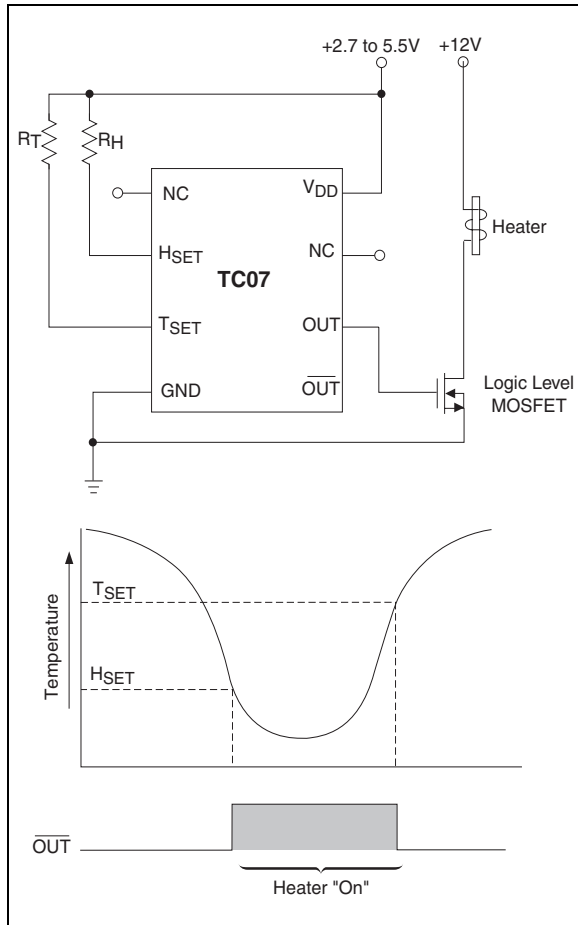 +2.7 to 5.5V
+12V
RT
RH
NC
VDD
Heater
HSET
NC
TC07
TSET
OUT
Logic Level
MOSFET
GND
OUT
Temperature
TSET
HSET
OUT
Heater "On"